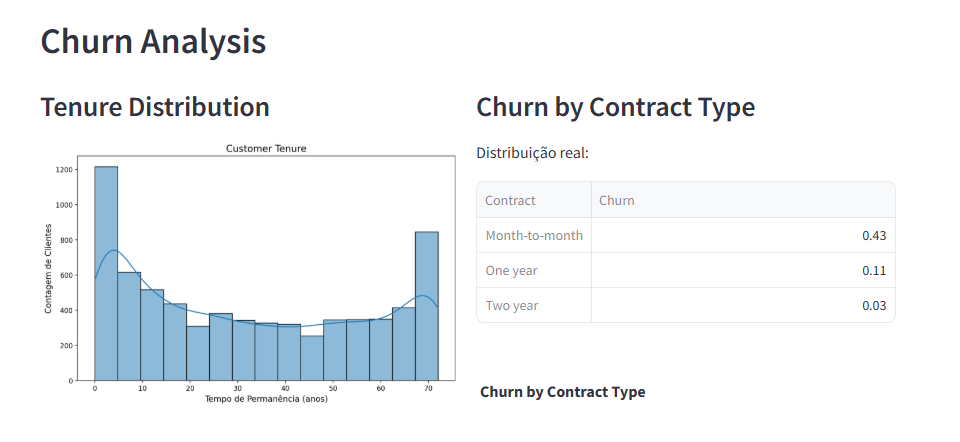 Churn Analysis
Tenure Distribution
Customer Tenure
Contagem de Clientes
1200
1000
800
600
400
200
0
0 10 20 30 40 50 60 70
Tempo de Permanência (anos)
Churn by Contract Type
Distribuição real:
Contract Churn
Month-to-month 0.43
One year 0.11
Two year 0.03
Churn by Contract Type